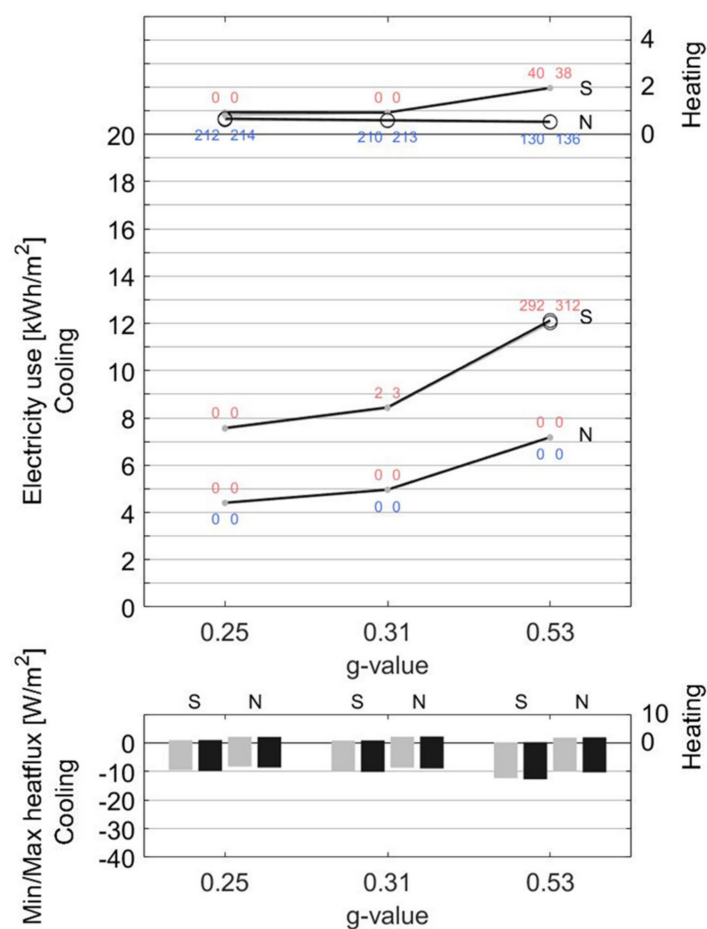 4
2
0
Heating
40 38
S
0 0
0 0
N
212 214
210 213
130 136
20
18
16
14
12
10
8
6
4
2
0
Electricity use [kWh/m²]
Cooling
292 312
S
2 3
0 0
0 0
N
0 0
0 0
0 0
0 0
0 0
0.25 0.31 0.53
g-value
S N S N S N
10
0
Heating
0
-10
-20
-30
-40
Min/Max heatflux [W/m²]
Cooling
0.25 0.31 0.53
g-value